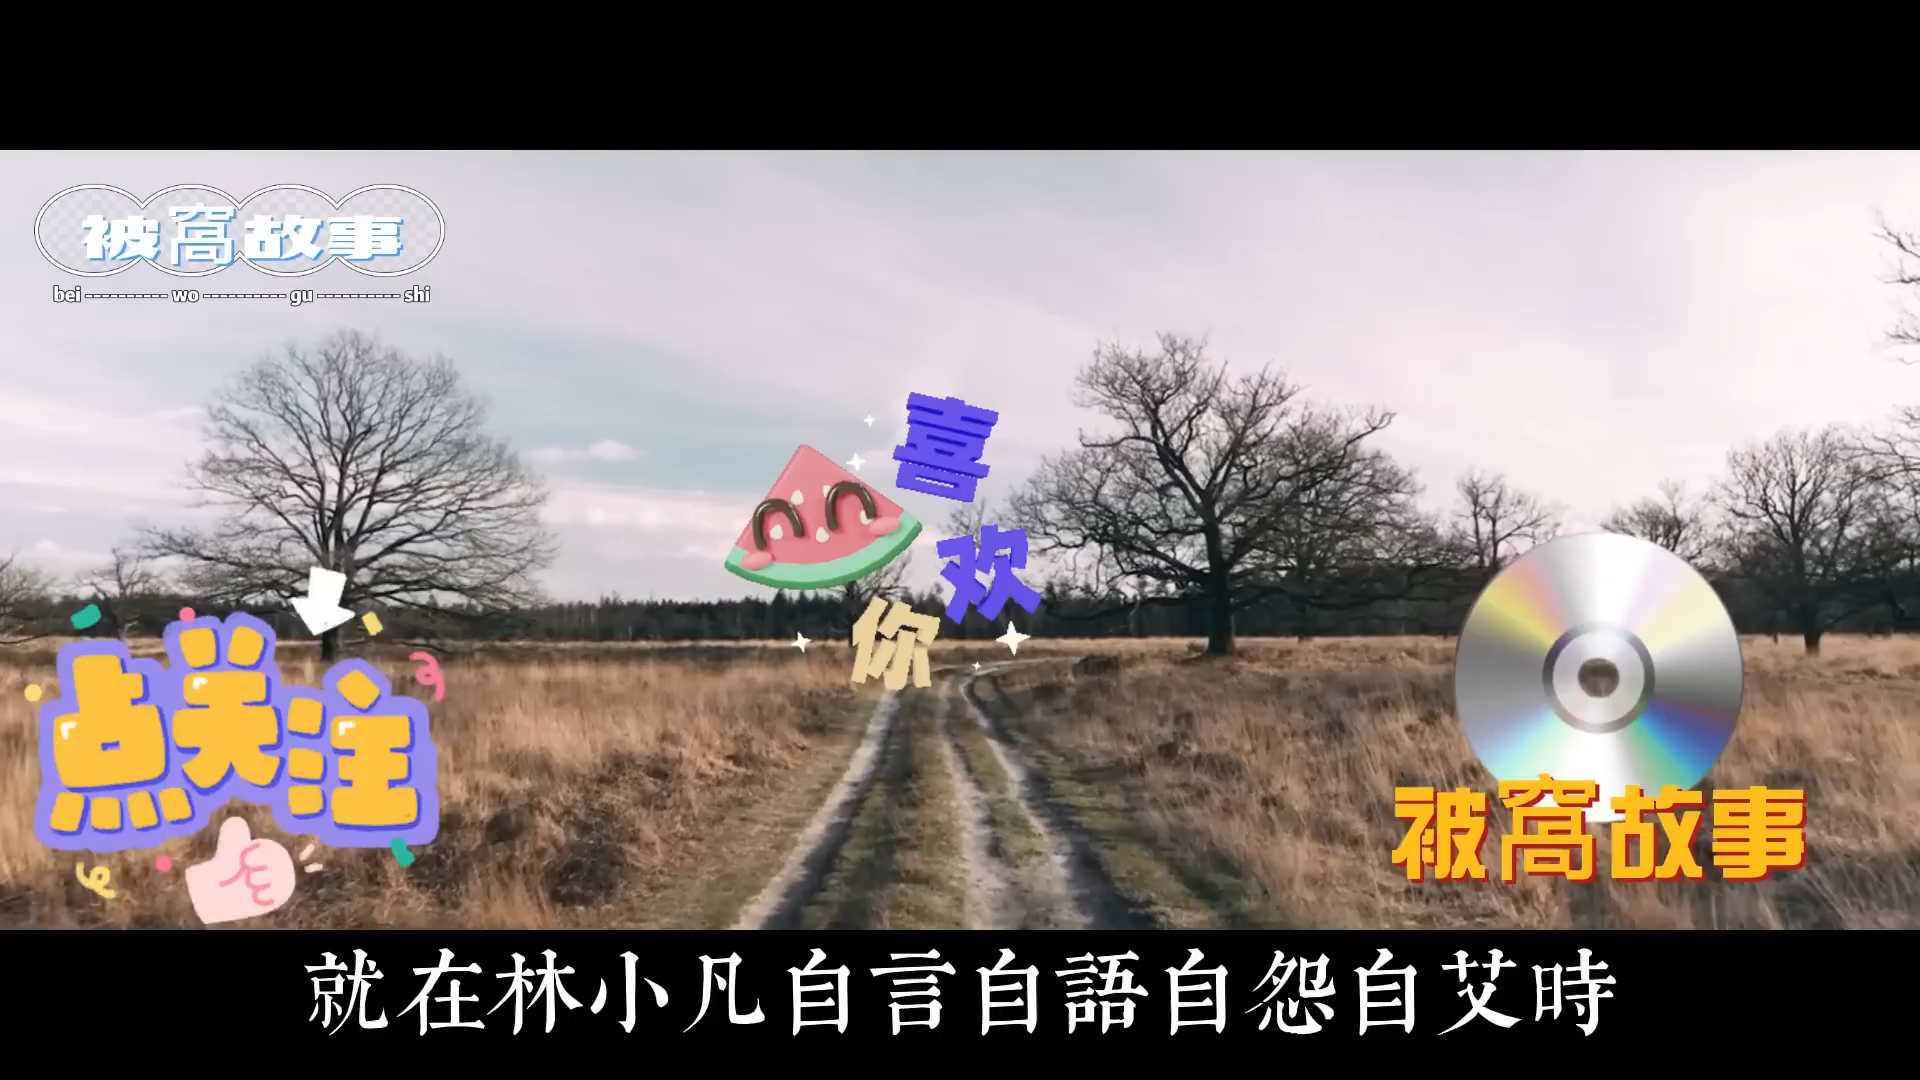 被窩故事
bei ---------- wo ---------- gu ---------- shi
喜
欢
你
点关注
被窩故事
就在林小凡自言自語自怨自艾時